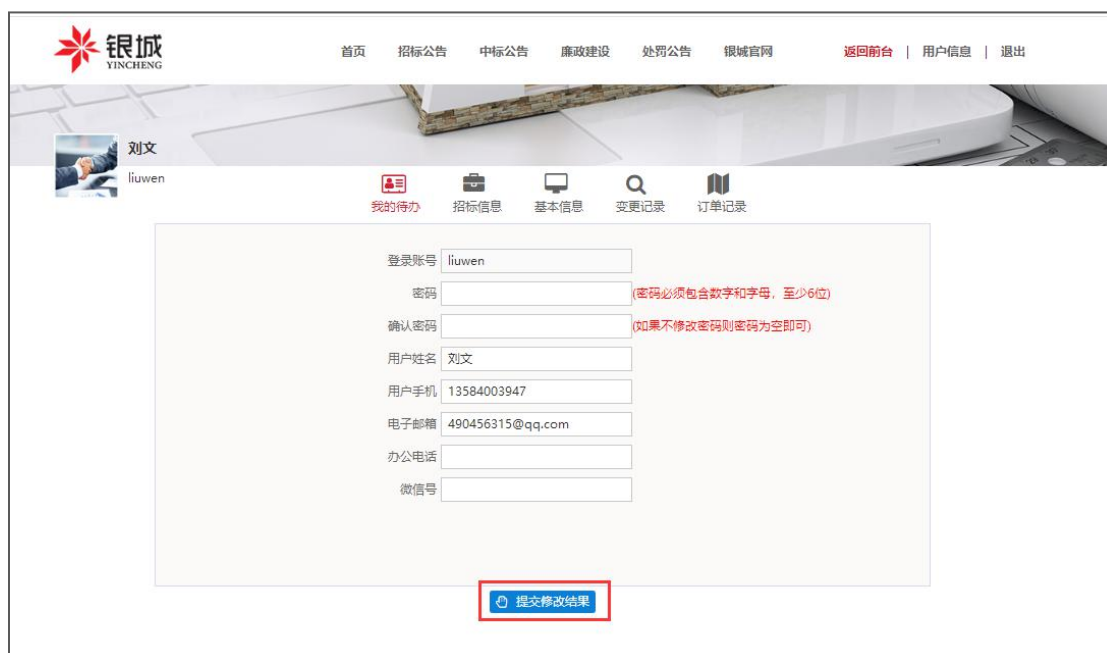 银城
YINCHENG
首页 招标公告 中标公告 廉政建设 处罚公告 银城官网 返回前台 | 用户信息 | 退出
刘文
liuwen
我的待办 招标信息 基本信息 变更记录 订单记录
登录账号 liuwen
密码 (密码必须包含数字和字母，至少6位)
确认密码 (如果不修改密码则密码为空即可)
用户姓名 刘文
用户手机 13584003947
电子邮箱 490456315@qq.com
办公电话
微信号
提交修改结果